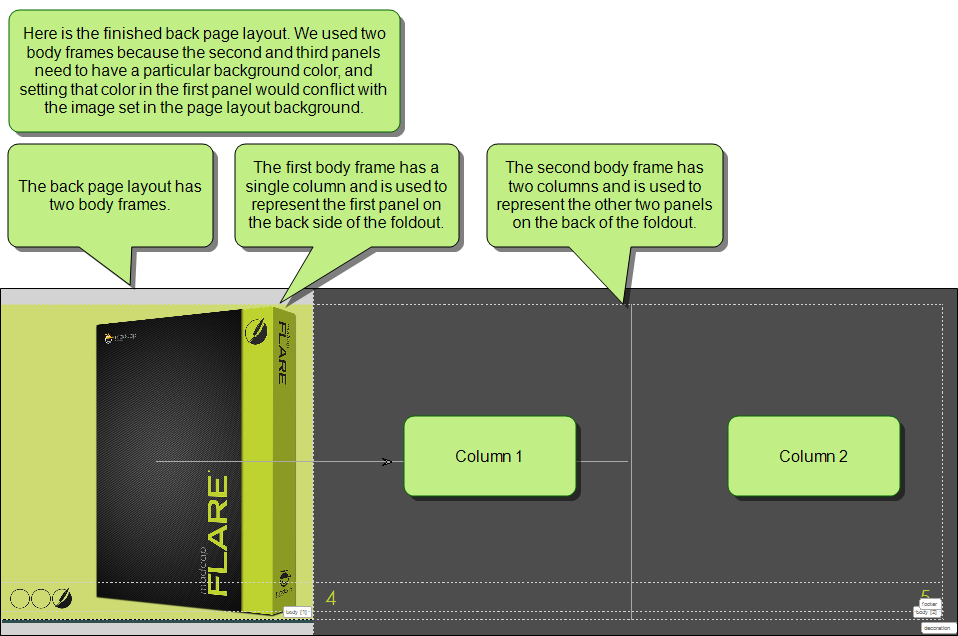 Here is the finished back page layout. We used two
body frames because the second and third panels
need to have a particular background color, and
setting that color in the first panel would conflict with
the image set in the page layout background.
The back page layout has
two body frames.
The first body frame has a
single column and is used to
represent the first panel on
the back side of the foldout.
The second body frame has
two columns and is used to
represent the other two panels
on the back of the foldout.
madcap
FLARE
madcap
FLARE
Column 1
Column 2
body [1]
4
5
footer
body [2]
decoration